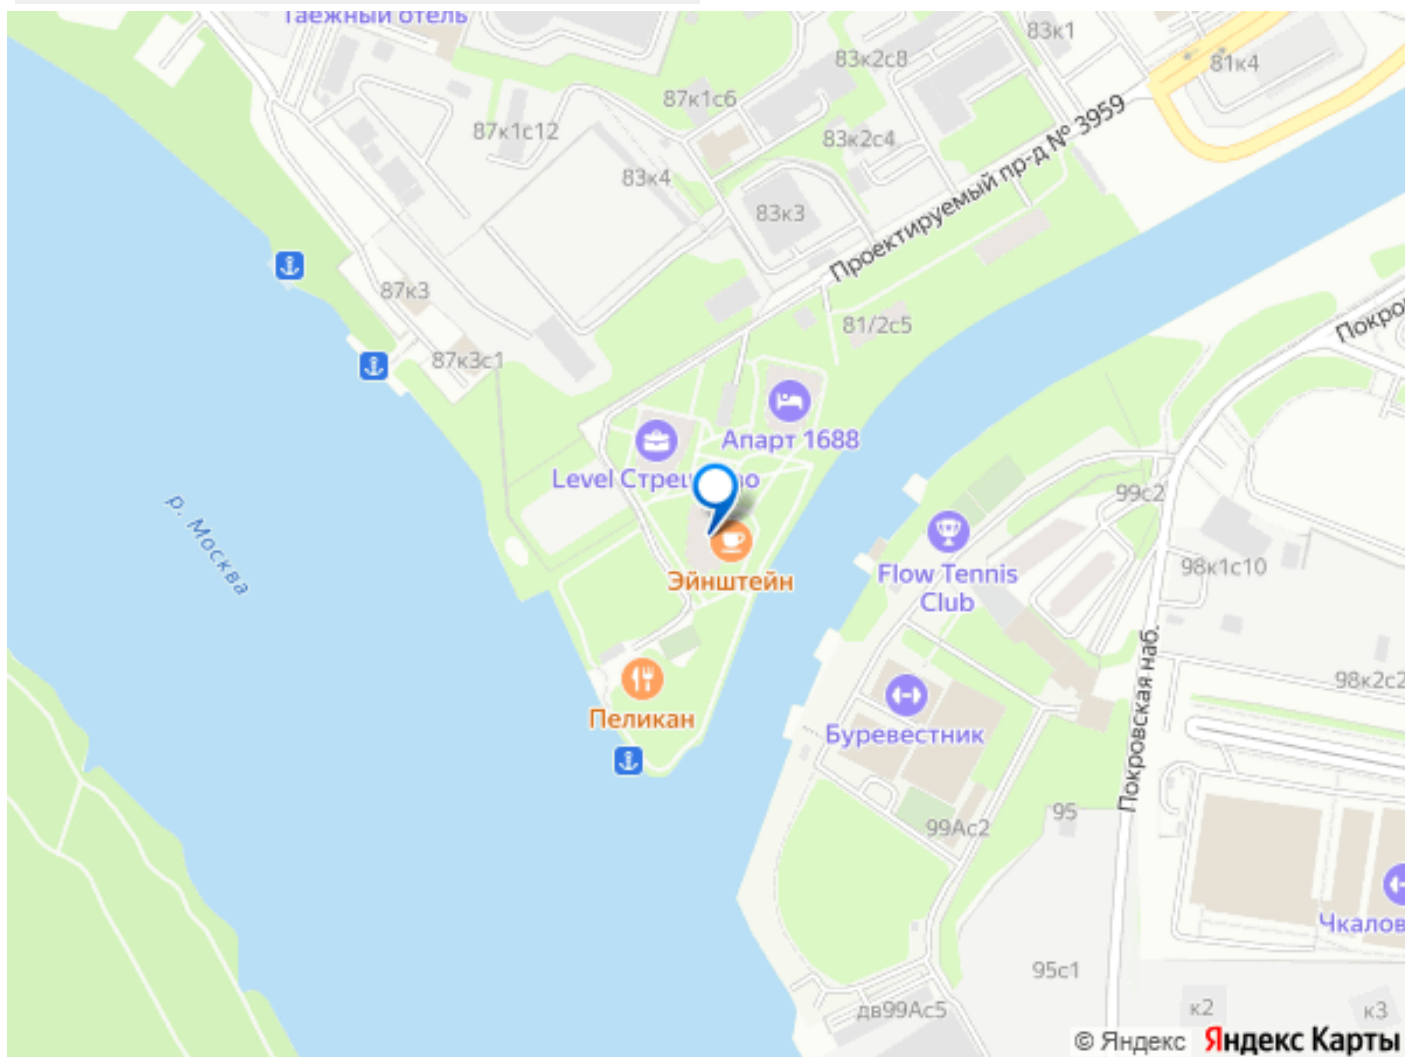 Таёжный отель
83к1
83к2с8
81к4
87к1с6
87к1с12
83к2с4
Проектируемый пр-д № 3959
83к4
83к3
87к3
81/2с5
Покро
87к3с1
Апарт 1688
Level Стре
р. Москва
99с2
Эйнштейн
Flow Tennis
Club
98к1с10
Пеликан
Буревестник
Покровская наб.
98к2с2
95
99Ас2
Чкалов
95с1
дв99Ас5
к2
к3
© Яндекс Яндекс Карты